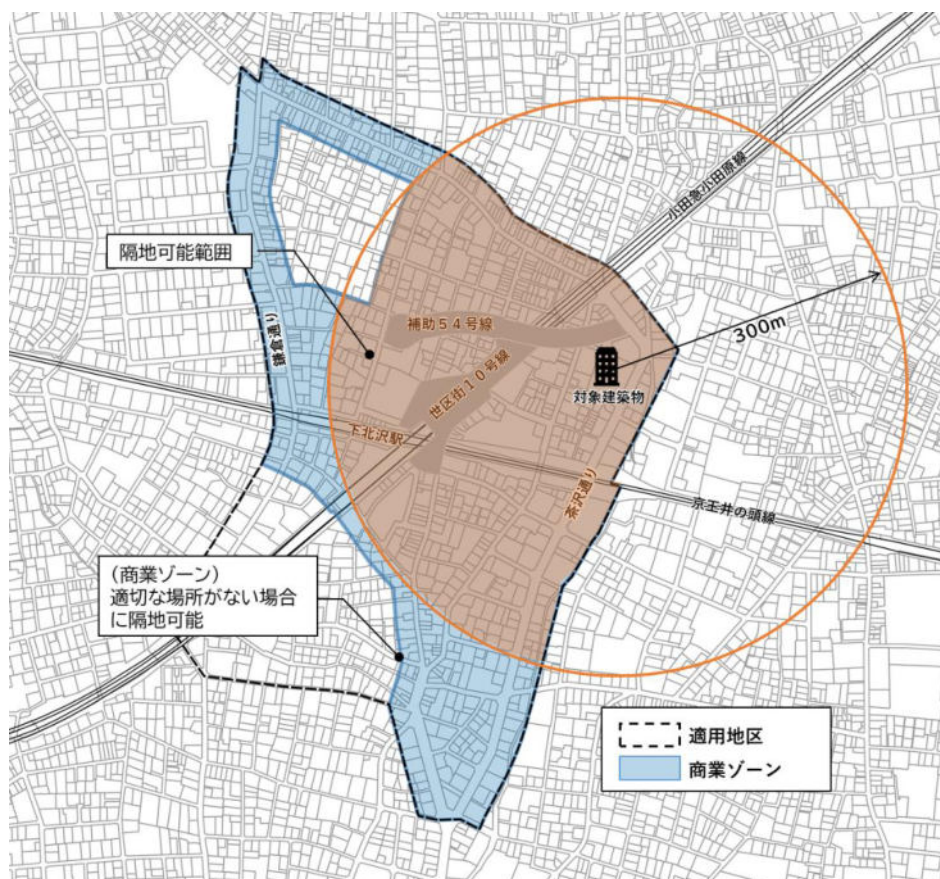 小田急小田原線
隔地可能範囲
補助54号線
300m
鎌倉通り
世区街10号線
対象建築物
下北沢駅
茶沢通り
京王井の頭線
(商業ゾーン)
適切な場所がない場合
に隔地可能
適用地区
商業ゾーン